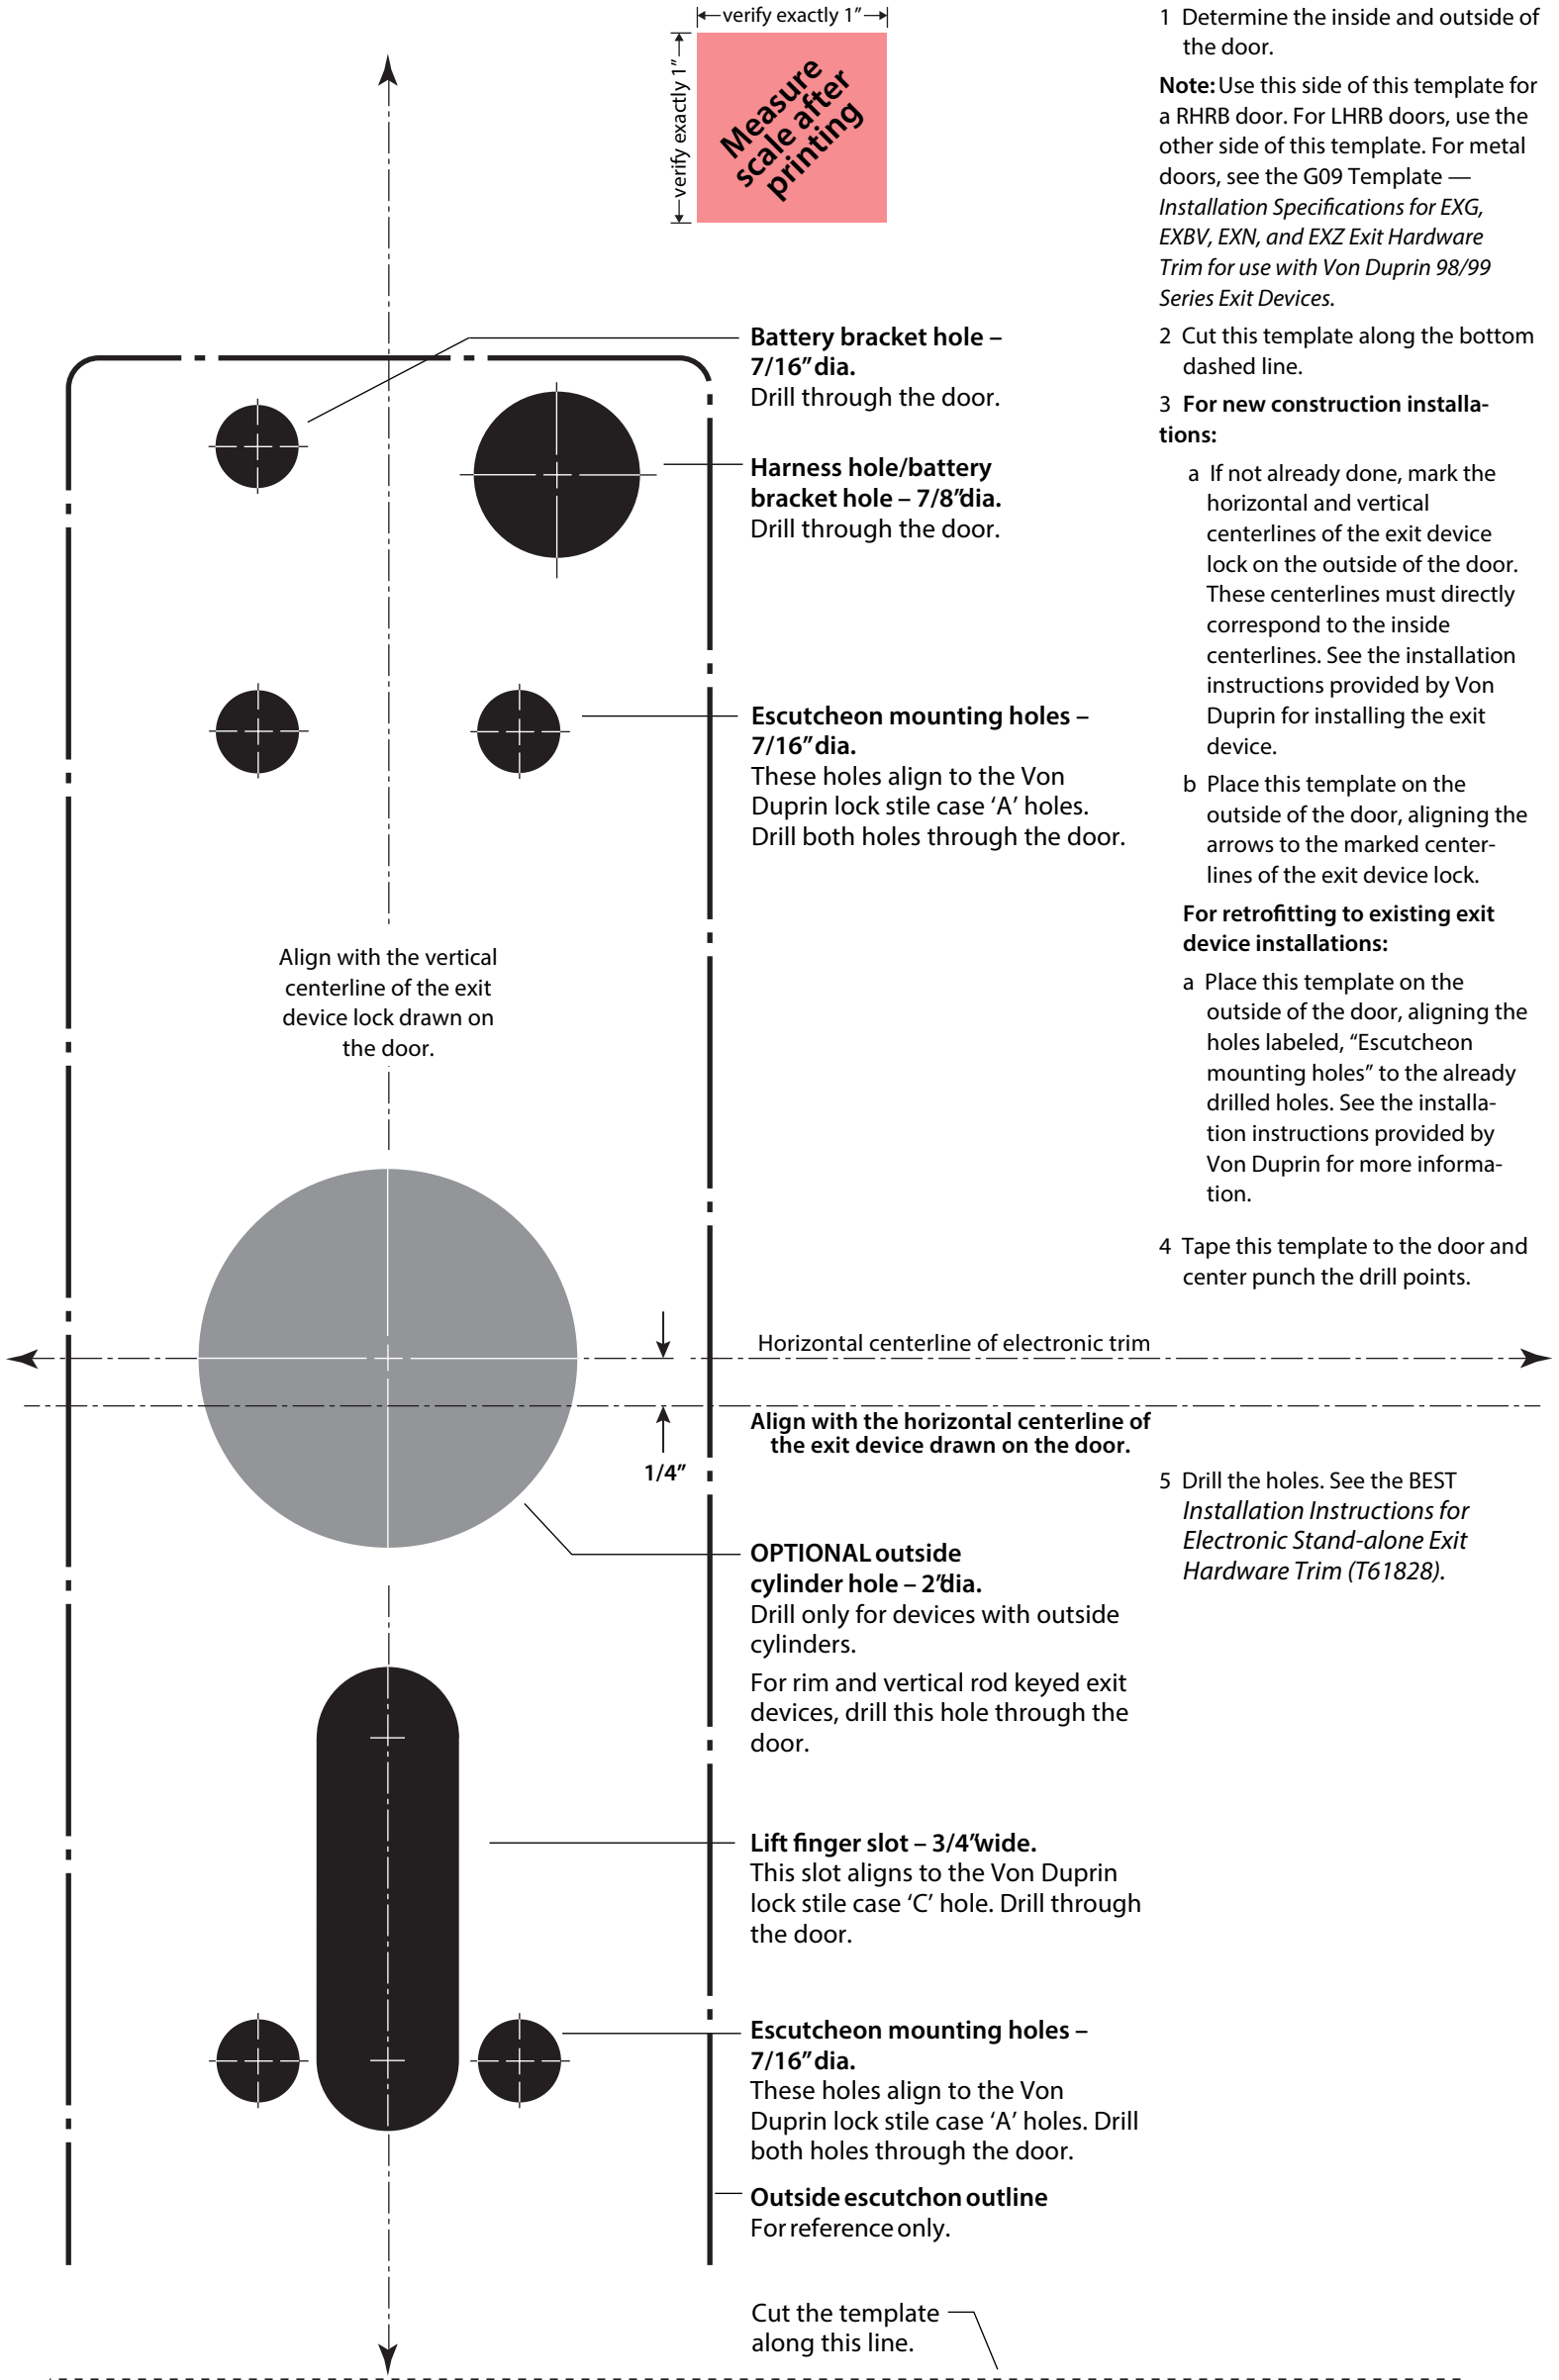 verify exactly 1”
verify exactly 1”
Measure
scale after
printing
Battery bracket hole –
7/16” dia.
Drill through the door.
Harness hole/battery
bracket hole – 7/8” dia.
Drill through the door.
Escutcheon mounting holes –
7/16” dia.
These holes align to the Von
Duprin lock stile case ‘A’ holes.
Drill both holes through the door.
Align with the vertical
centerline of the exit
device lock drawn on
the door.
Horizontal centerline of electronic trim
Align with the horizontal centerline of
the exit device drawn on the door.
1/4”
OPTIONAL outside
cylinder hole – 2” dia.
Drill only for devices with outside
cylinders.
For rim and vertical rod keyed exit
devices, drill this hole through the
door.
Lift finger slot – 3/4” wide.
This slot aligns to the Von Duprin
lock stile case ‘C’ hole. Drill through
the door.
Escutcheon mounting holes –
7/16” dia.
These holes align to the Von
Duprin lock stile case ‘A’ holes. Drill
both holes through the door.
Outside escutchon outline
For reference only.
Cut the template
along this line.
1 Determine the inside and outside of
the door.
Note: Use this side of this template for
a RHRB door. For LHRB doors, use the
other side of this template. For metal
doors, see the G09 Template —
Installation Specifications for EXG,
EXBV, EXN, and EXZ Exit Hardware
Trim for use with Von Duprin 98/99
Series Exit Devices.
2 Cut this template along the bottom
dashed line.
3 For new construction installa-
tions:
a If not already done, mark the
horizontal and vertical
centerlines of the exit device
lock on the outside of the door.
These centerlines must directly
correspond to the inside
centerlines. See the installation
instructions provided by Von
Duprin for installing the exit
device.
b Place this template on the
outside of the door, aligning the
arrows to the marked center-
lines of the exit device lock.
For retrofitting to existing exit
device installations:
a Place this template on the
outside of the door, aligning the
holes labeled, “Escutcheon
mounting holes” to the already
drilled holes. See the installa-
tion instructions provided by
Von Duprin for more informa-
tion.
4 Tape this template to the door and
center punch the drill points.
5 Drill the holes. See the BEST
Installation Instructions for
Electronic Stand-alone Exit
Hardware Trim (T61828).